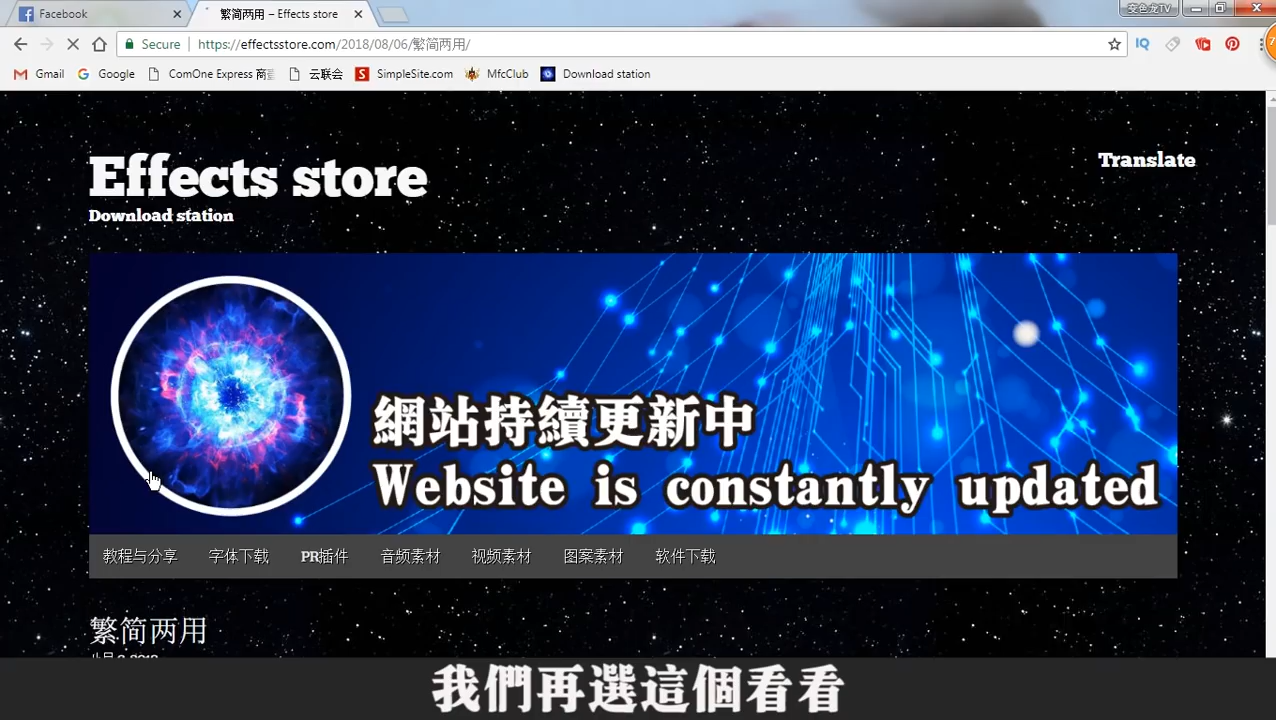 Facebook
繁简两用 – Effects store
变色龙TV
Secure
https://effectsstore.com/2018/08/06/繁简两用/
Gmail
Google
ComOne Express
云联会
SimpleSite.com
MfcClub
Download station
Effects store
Translate
Download station
網站持續更新中
Website is constantly updated
教程与分享 字体下载 PR插件 音频素材 视频素材 图案素材 软件下载
繁简两用
我們再選這個看看